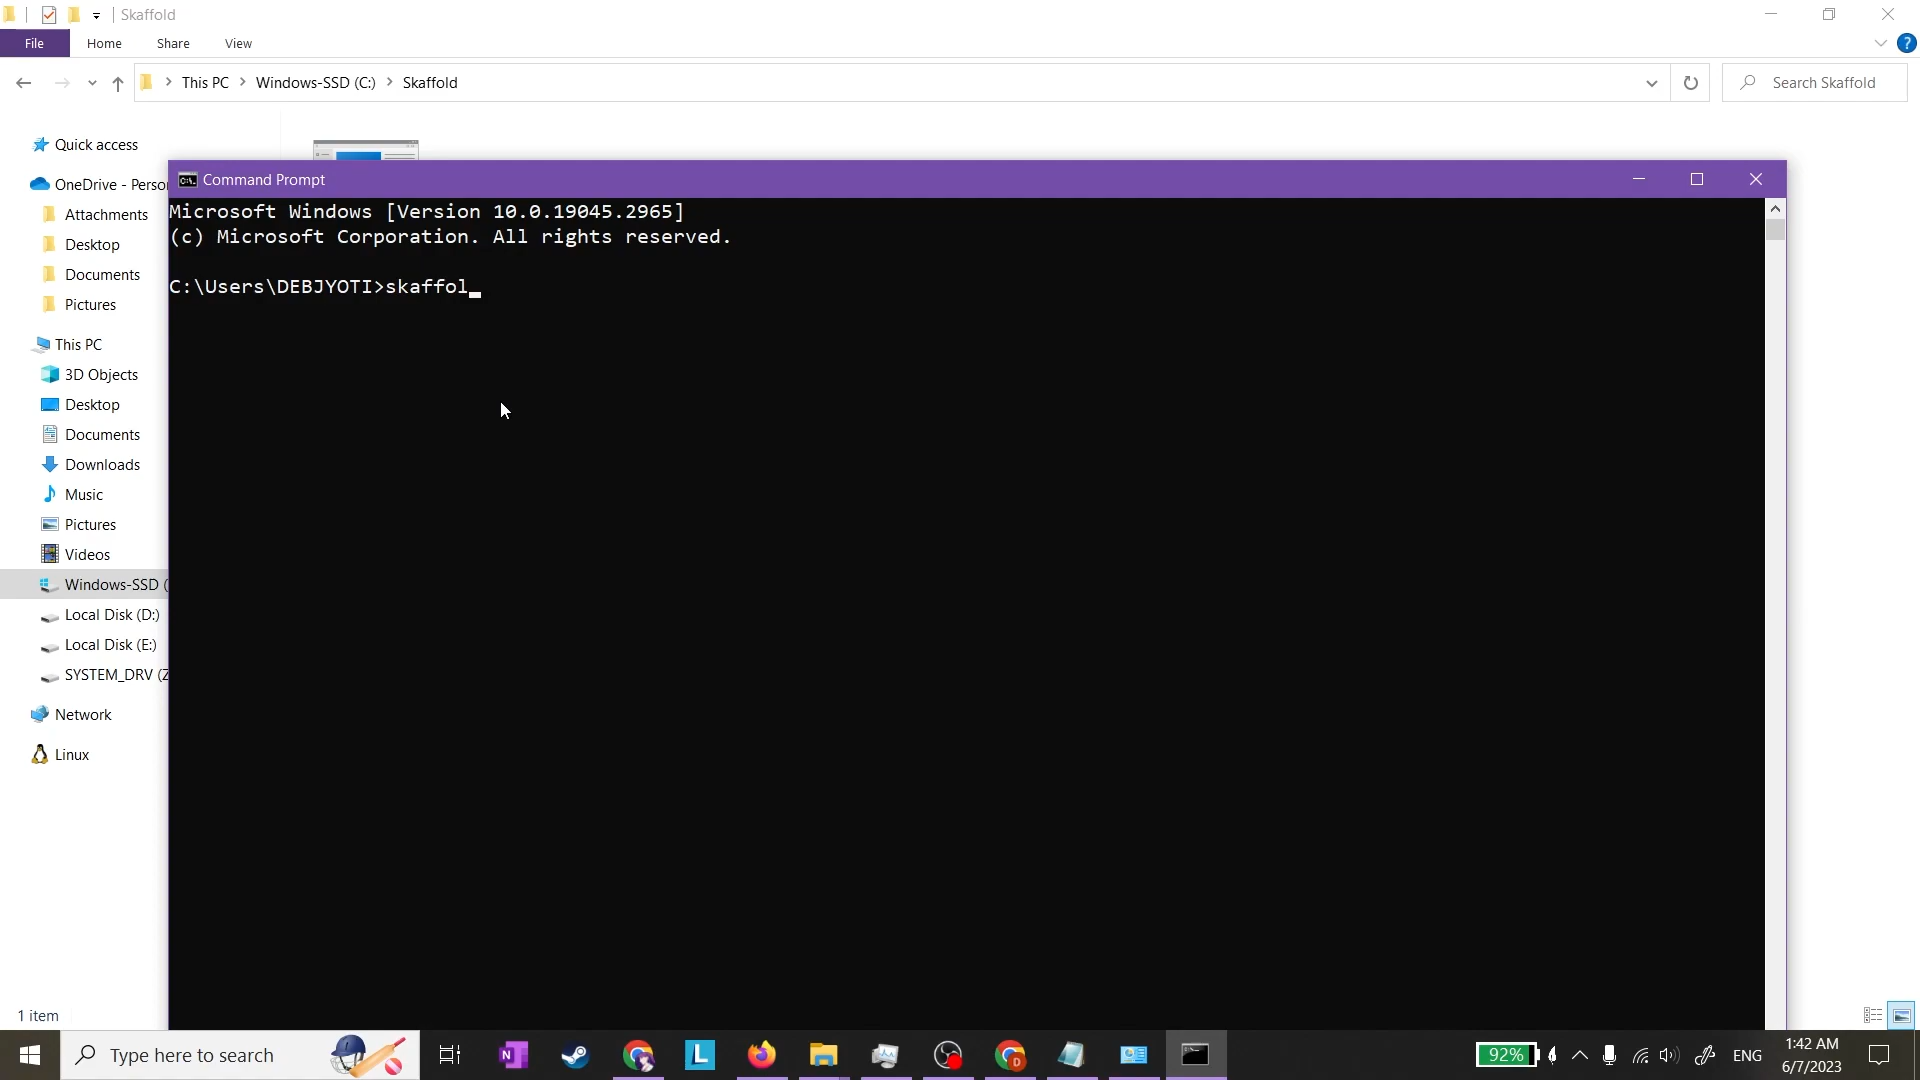 Skaffold
File Home Share View
This PC Windows-SSD (C:) Skaffold
Search Skaffold
Quick access
OneDrive - Perso
Attachments
Desktop
Documents
Pictures
This PC
3D Objects
Desktop
Documents
Downloads
Music
Pictures
Videos
Windows-SSD (
Local Disk (D:)
Local Disk (E:)
SYSTEM_DRV (Z
Network
Linux
1 item
Command Prompt
Microsoft Windows [Version 10.0.19045.2965]
(c) Microsoft Corporation. All rights reserved.
C:\Users\DEBJYOTI>skaffol
Type here to search
92%
ENG
1:42 AM
6/7/2023